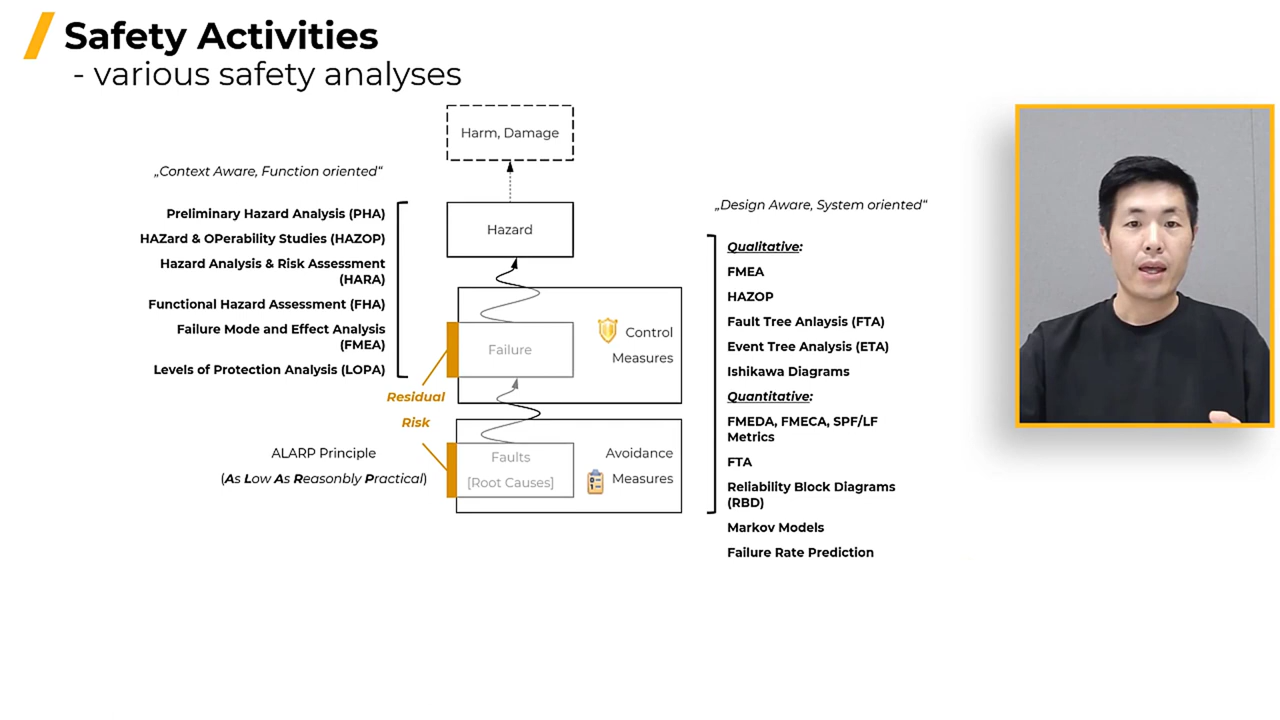 Safety Activities
- various safety analyses
„Context Aware, Function oriented“
Preliminary Hazard Analysis (PHA)
HAZard & OPerability Studies (HAZOP)
Hazard Analysis & Risk Assessment
(HARA)
Functional Hazard Assessment (FHA)
Failure Mode and Effect Analysis
(FMEA)
Levels of Protection Analysis (LOPA)
Residual
Risk
ALARP Principle
(As Low As Reasonbly Practical)
Harm, Damage
Hazard
Failure
Control
Measures
Faults
[Root Causes]
Avoidance
Measures
„Design Aware, System oriented“
Qualitative:
FMEA
HAZOP
Fault Tree Anlaysis (FTA)
Event Tree Analysis (ETA)
Ishikawa Diagrams
Quantitative:
FMEDA, FMECA, SPF/LF
Metrics
FTA
Reliability Block Diagrams
(RBD)
Markov Models
Failure Rate Prediction